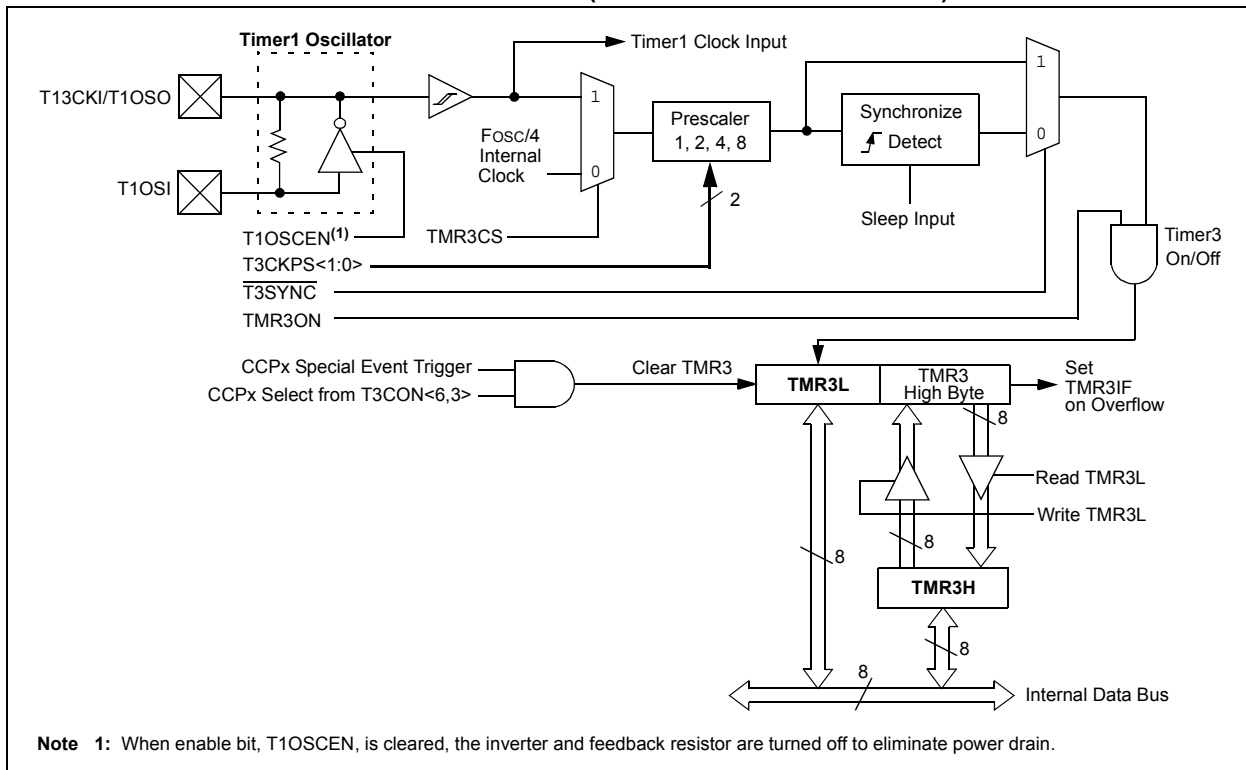 Timer1 Oscillator
Timer1 Clock Input
T13CKI/T1OSO
1
1
Prescaler
1, 2, 4, 8
Synchronize
Detect
FOSC/4
Internal
Clock
0
0
T1OSI
2
Sleep Input
T1OSCEN(1)
TMR3CS
Timer3
On/Off
T3CKPS<1:0>
T3SYNC
TMR3ON
CCPx Special Event Trigger
CCPx Select from T3CON<6,3>
Clear TMR3
TMR3L
TMR3
High Byte
Set
TMR3IF
on Overflow
8
Read TMR3L
Write TMR3L
8
8
TMR3H
8
8
Internal Data Bus
Note 1: When enable bit, T1OSCEN, is cleared, the inverter and feedback resistor are turned off to eliminate power drain.